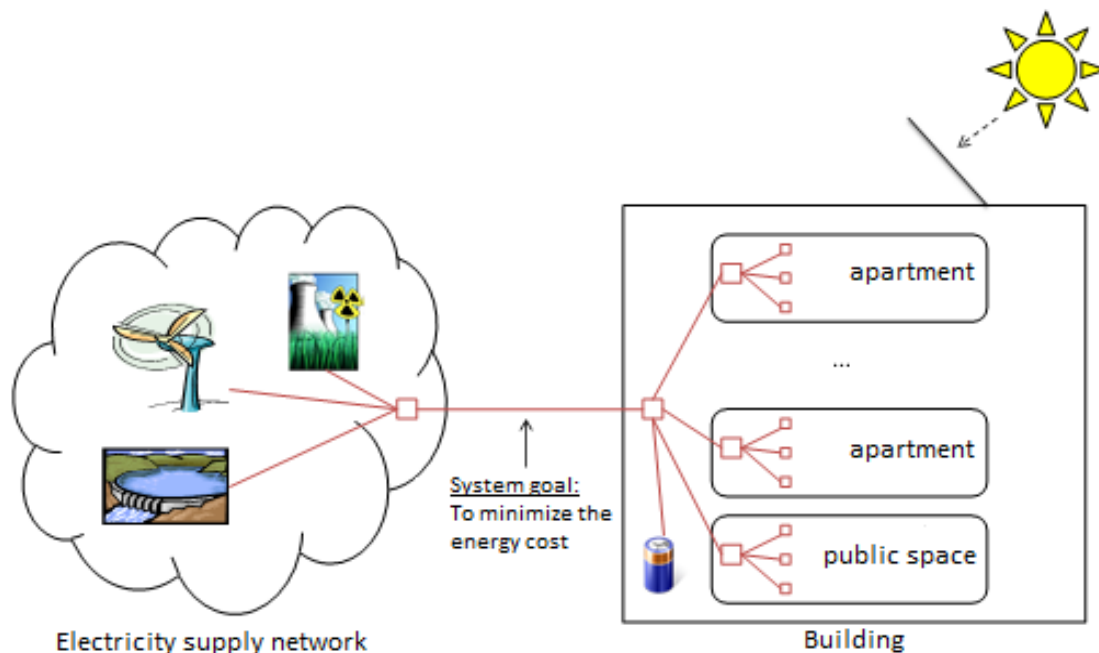 apartment
...
apartment
System goal:
To minimize the
energy cost
public space
Electricity supply network
Building